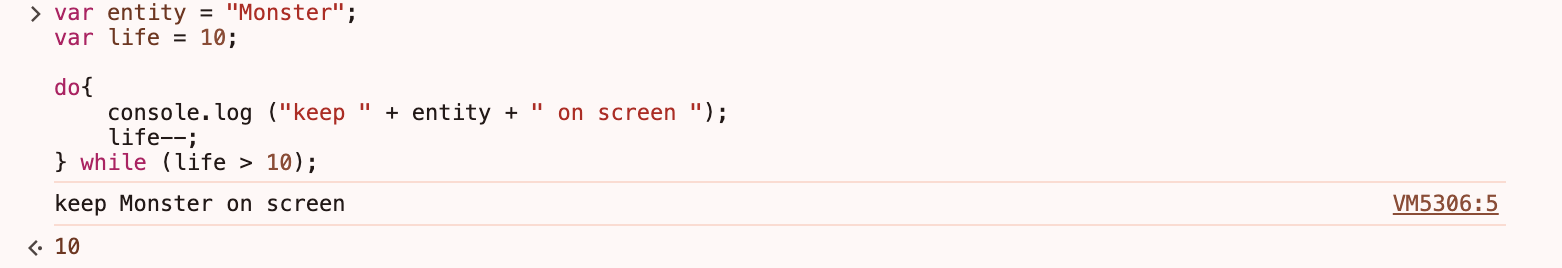 > var entity = "Monster";
var life = 10;
do{
console.log ("keep " + entity + " on screen ");
life--;
} while (life > 10);
keep Monster on screen VM5306:5
10